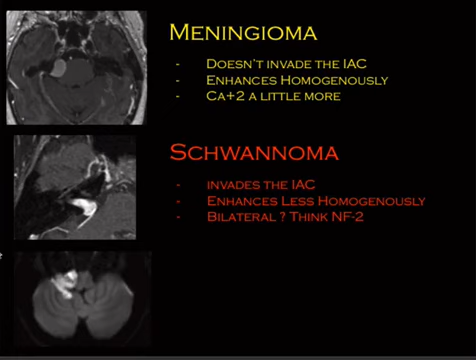 MENINGIOMA
- DOESN'T INVADE THE IAC
- ENHANCES HOMOGENOUSLY
- CA+2 A LITTLE MORE
SCHWANNOMA
- INVADES THE IAC
- ENHANCES LESS HOMOGENOUSLY
- BILATERAL ? THINK NF-2